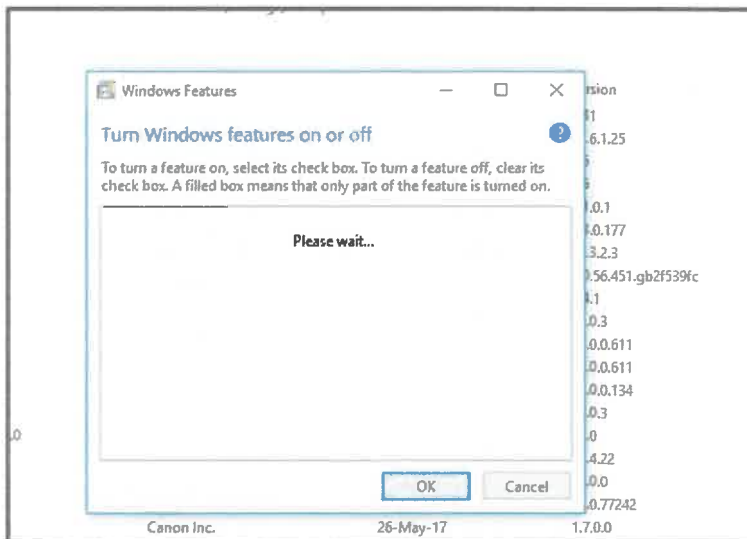 Windows Features
Turn Windows features on or off
To turn a feature on, select its check box. To turn a feature off, clear its
check box. A filled box means that only part of the feature is turned on.
Please wait...
OK
Cancel
rsion
.6.1.25
.0.1
.0.177
.3.2.3
.56.451.gb2f539fc
.1
.0.3
.0.0.611
.0.0.611
.0.0.134
.0.3
.0
.0
.4.22
.0.0
.0.77242
Canon Inc. 26-May-17 1.7.0.0